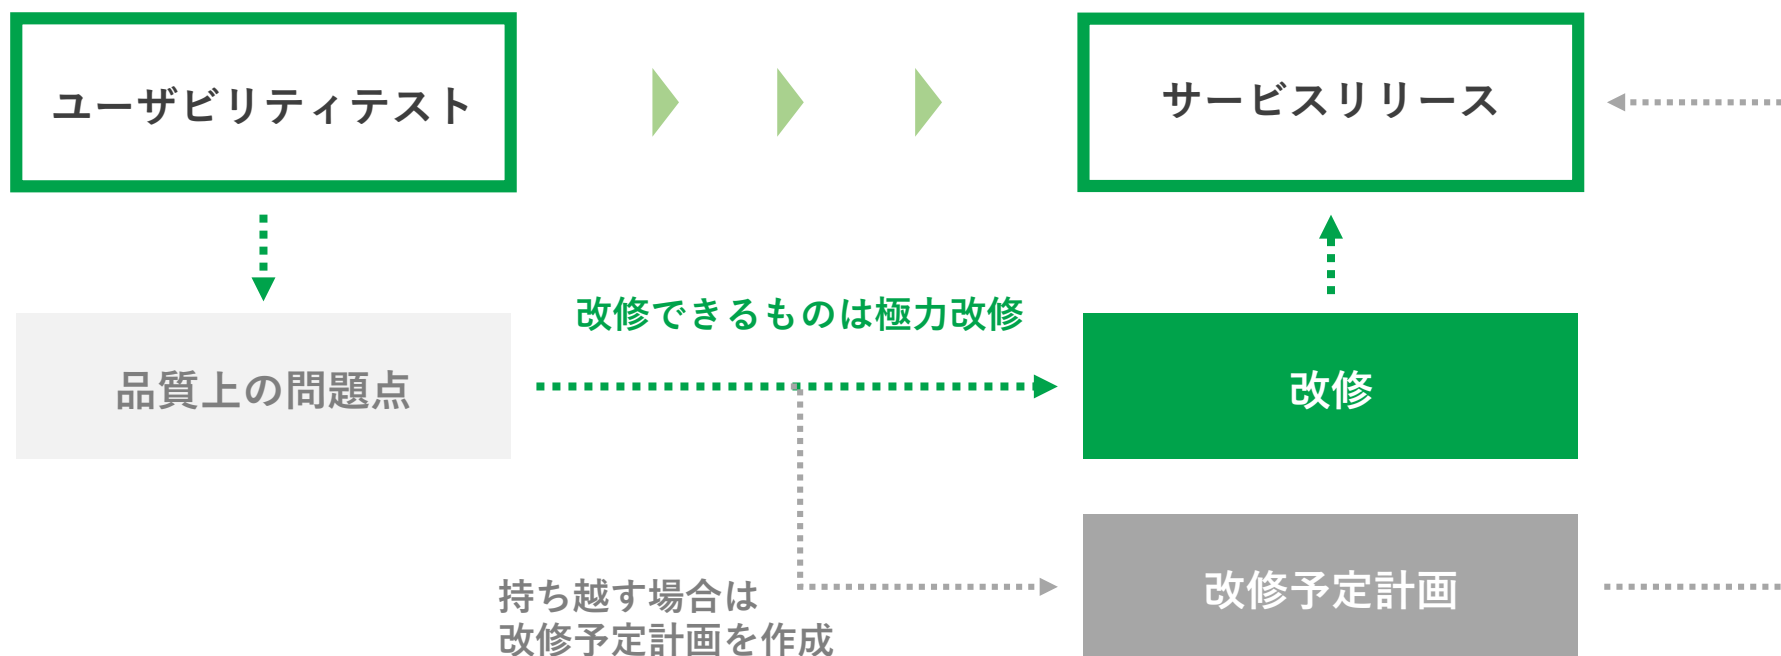 ユーザビリティテスト
サービスリリース
改修できるものは極力改修
品質上の問題点
改修
持ち越す場合は
改修予定計画を作成
改修予定計画